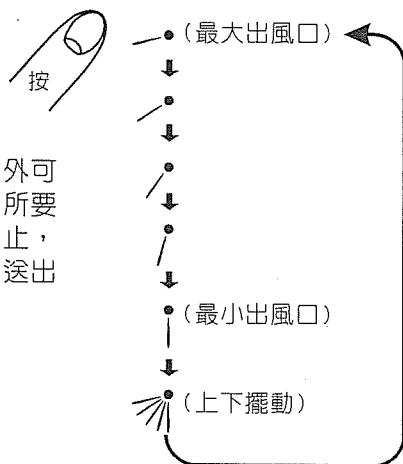 (最大出風口)
按
外可
所要
止，
送出
(最小出風口)
(上下擺動)